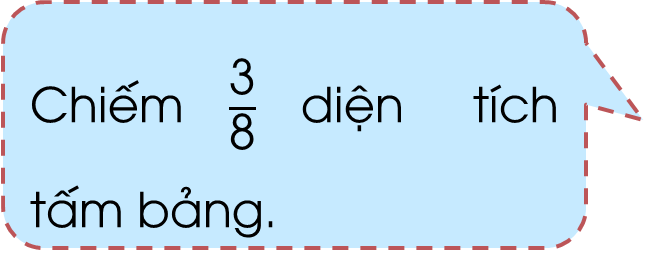 Chiếm 3/8 diện tích
tấm bảng.